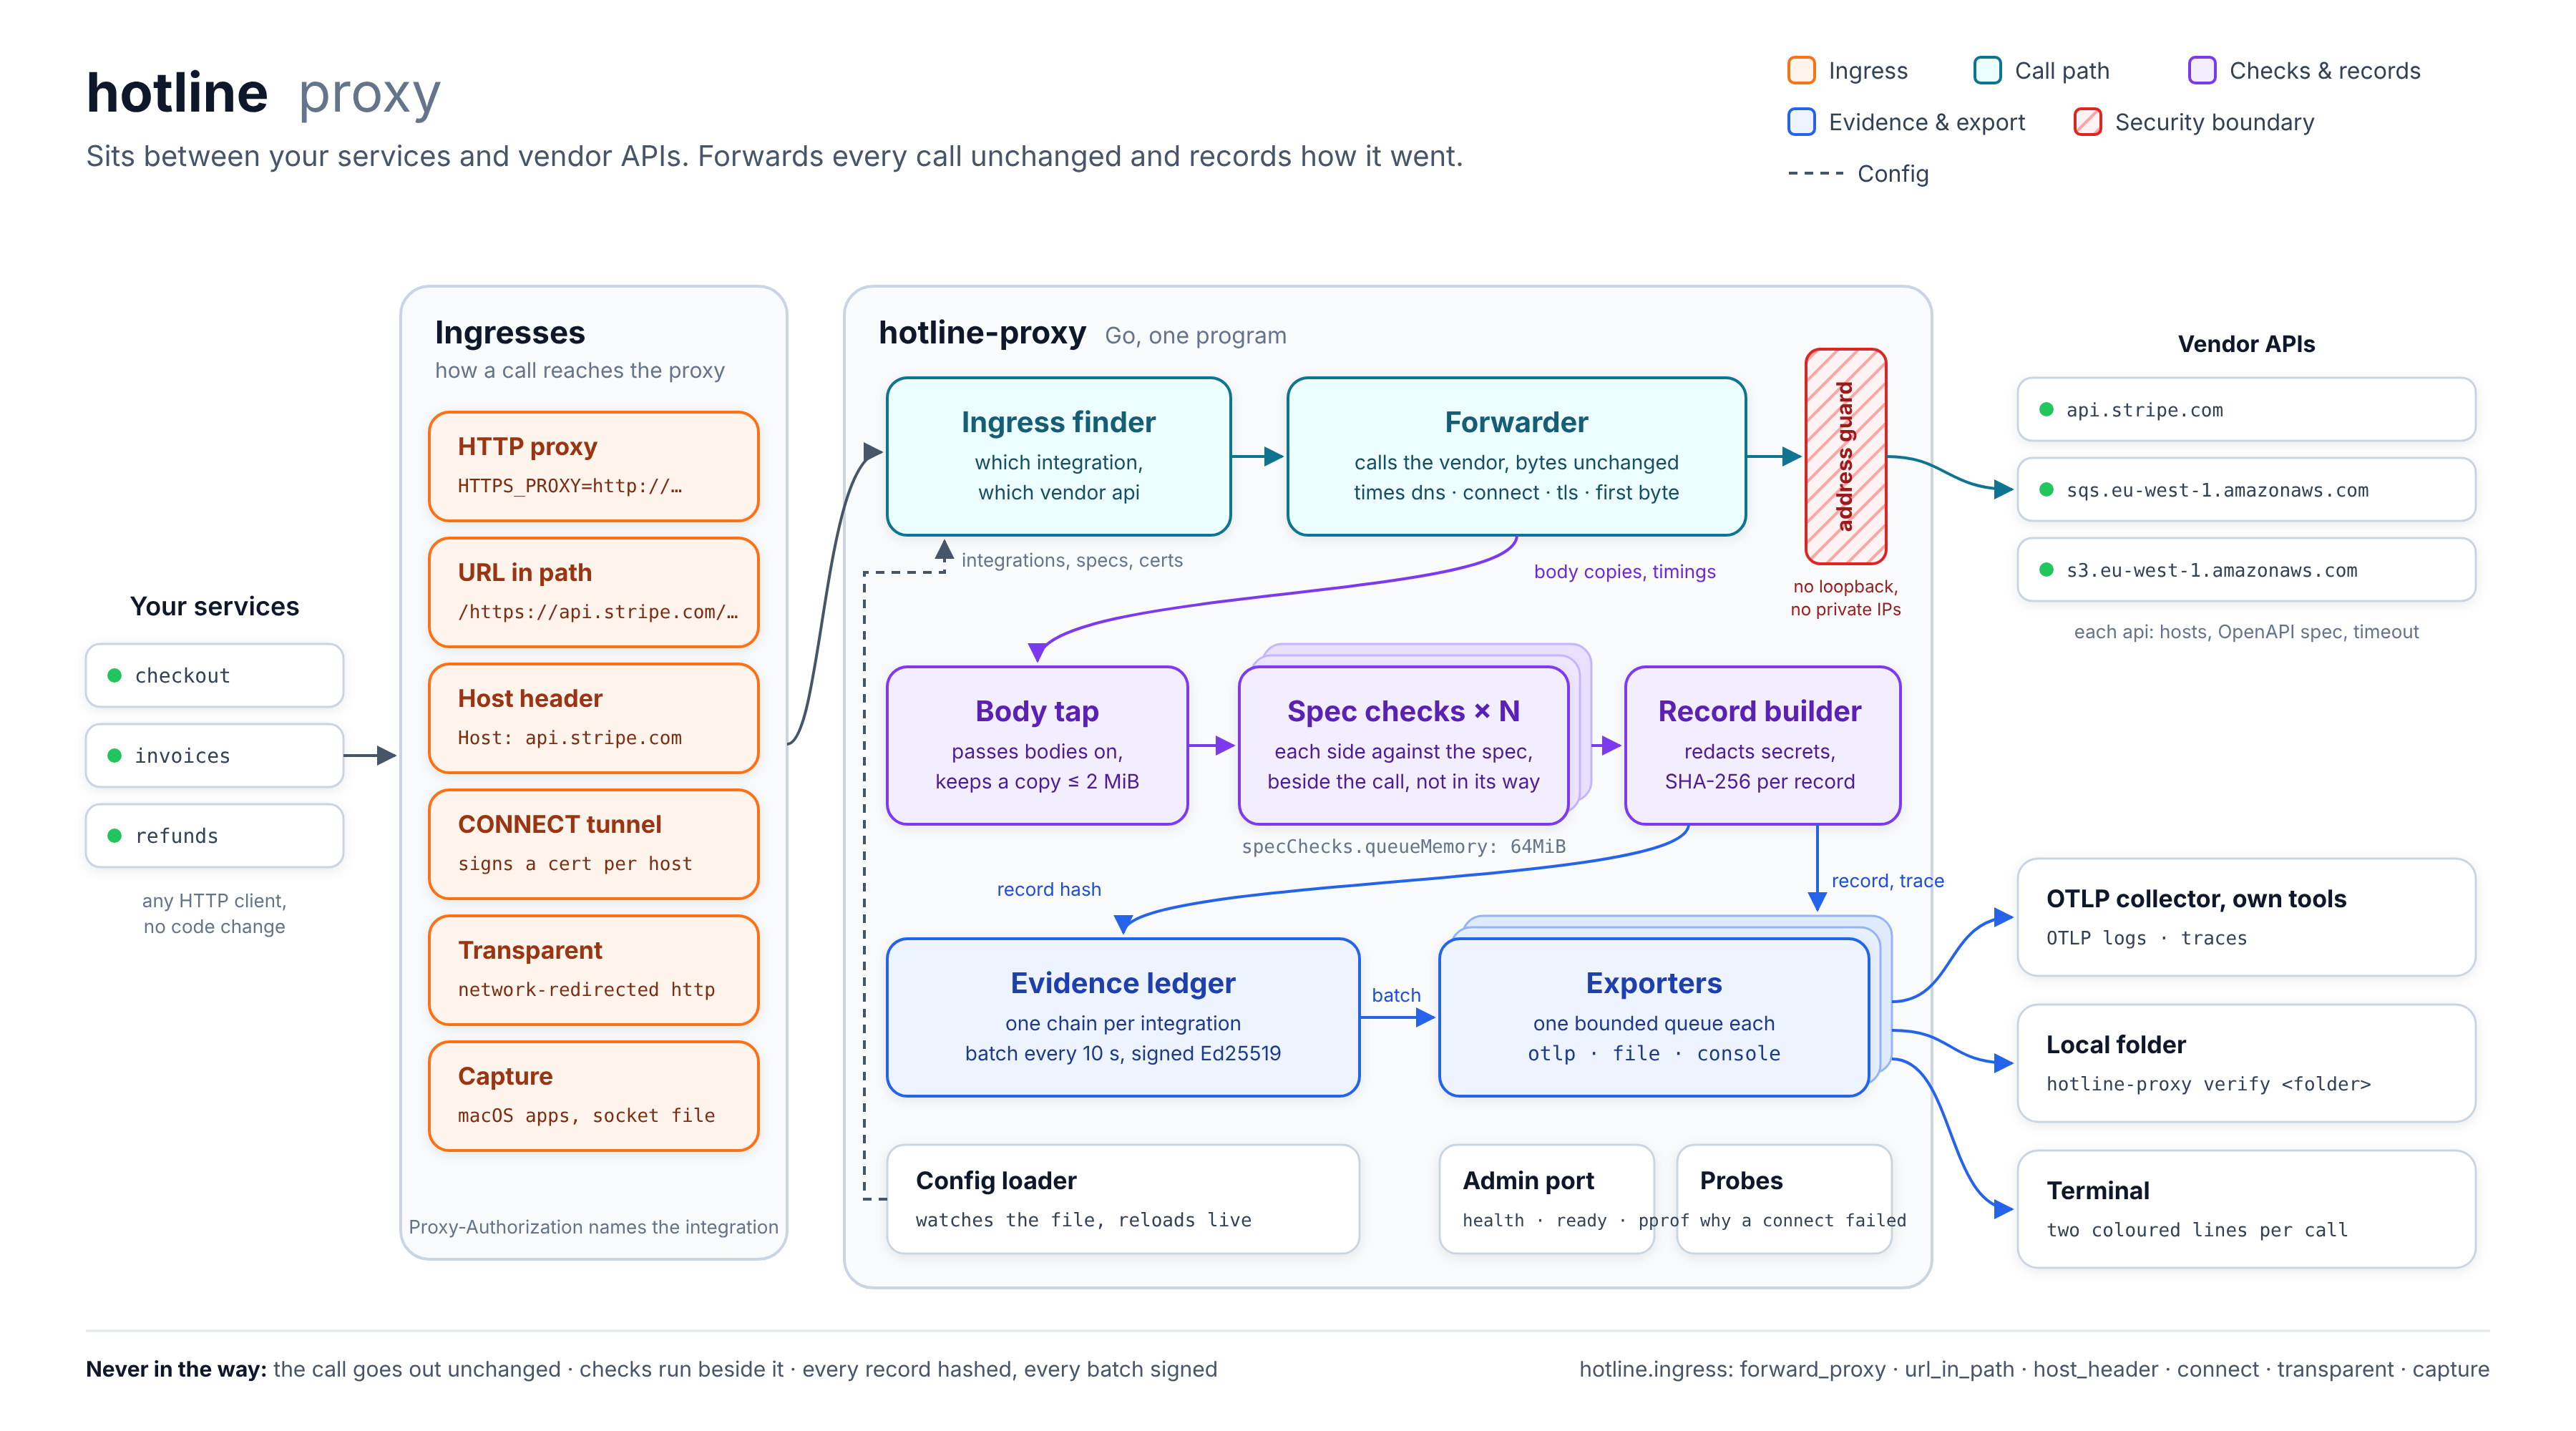 hotline proxy
Sits between your services and vendor APIs. Forwards every call unchanged and records how it went.
Ingress
Call path
Checks & records
Evidence & export
Security boundary
Config
Your services
checkout
invoices
refunds
any HTTP client,
no code change
Ingresses
how a call reaches the proxy
HTTP proxy
HTTPS_PROXY=http://…
URL in path
/https://api.stripe.com/…
Host header
Host: api.stripe.com
CONNECT tunnel
signs a cert per host
Transparent
network-redirected http
Capture
macOS apps, socket file
Proxy-Authorization names the integration
hotline-proxy Go, one program
Ingress finder
which integration,
which vendor api
Forwarder
calls the vendor, bytes unchanged
times dns · connect · tls · first byte
address guard
no loopback,
no private IPs
integrations, specs, certs
body copies, timings
Body tap
passes bodies on,
keeps a copy ≤ 2 MiB
Spec checks × N
each side against the spec,
beside the call, not in its way
specChecks.queueMemory: 64MiB
Record builder
redacts secrets,
SHA-256 per record
record hash
record, trace
Evidence ledger
one chain per integration
batch every 10 s, signed Ed25519
batch
Exporters
one bounded queue each
otlp · file · console
Config loader
watches the file, reloads live
Admin port
health · ready · pprof
Probes
why a connect failed
Vendor APIs
api.stripe.com
sqs.eu-west-1.amazonaws.com
s3.eu-west-1.amazonaws.com
each api: hosts, OpenAPI spec, timeout
OTLP collector, own tools
OTLP logs · traces
Local folder
hotline-proxy verify <folder>
Terminal
two coloured lines per call
Never in the way: the call goes out unchanged · checks run beside it · every record hashed, every batch signed
hotline.ingress: forward_proxy · url_in_path · host_header · connect · transparent · capture